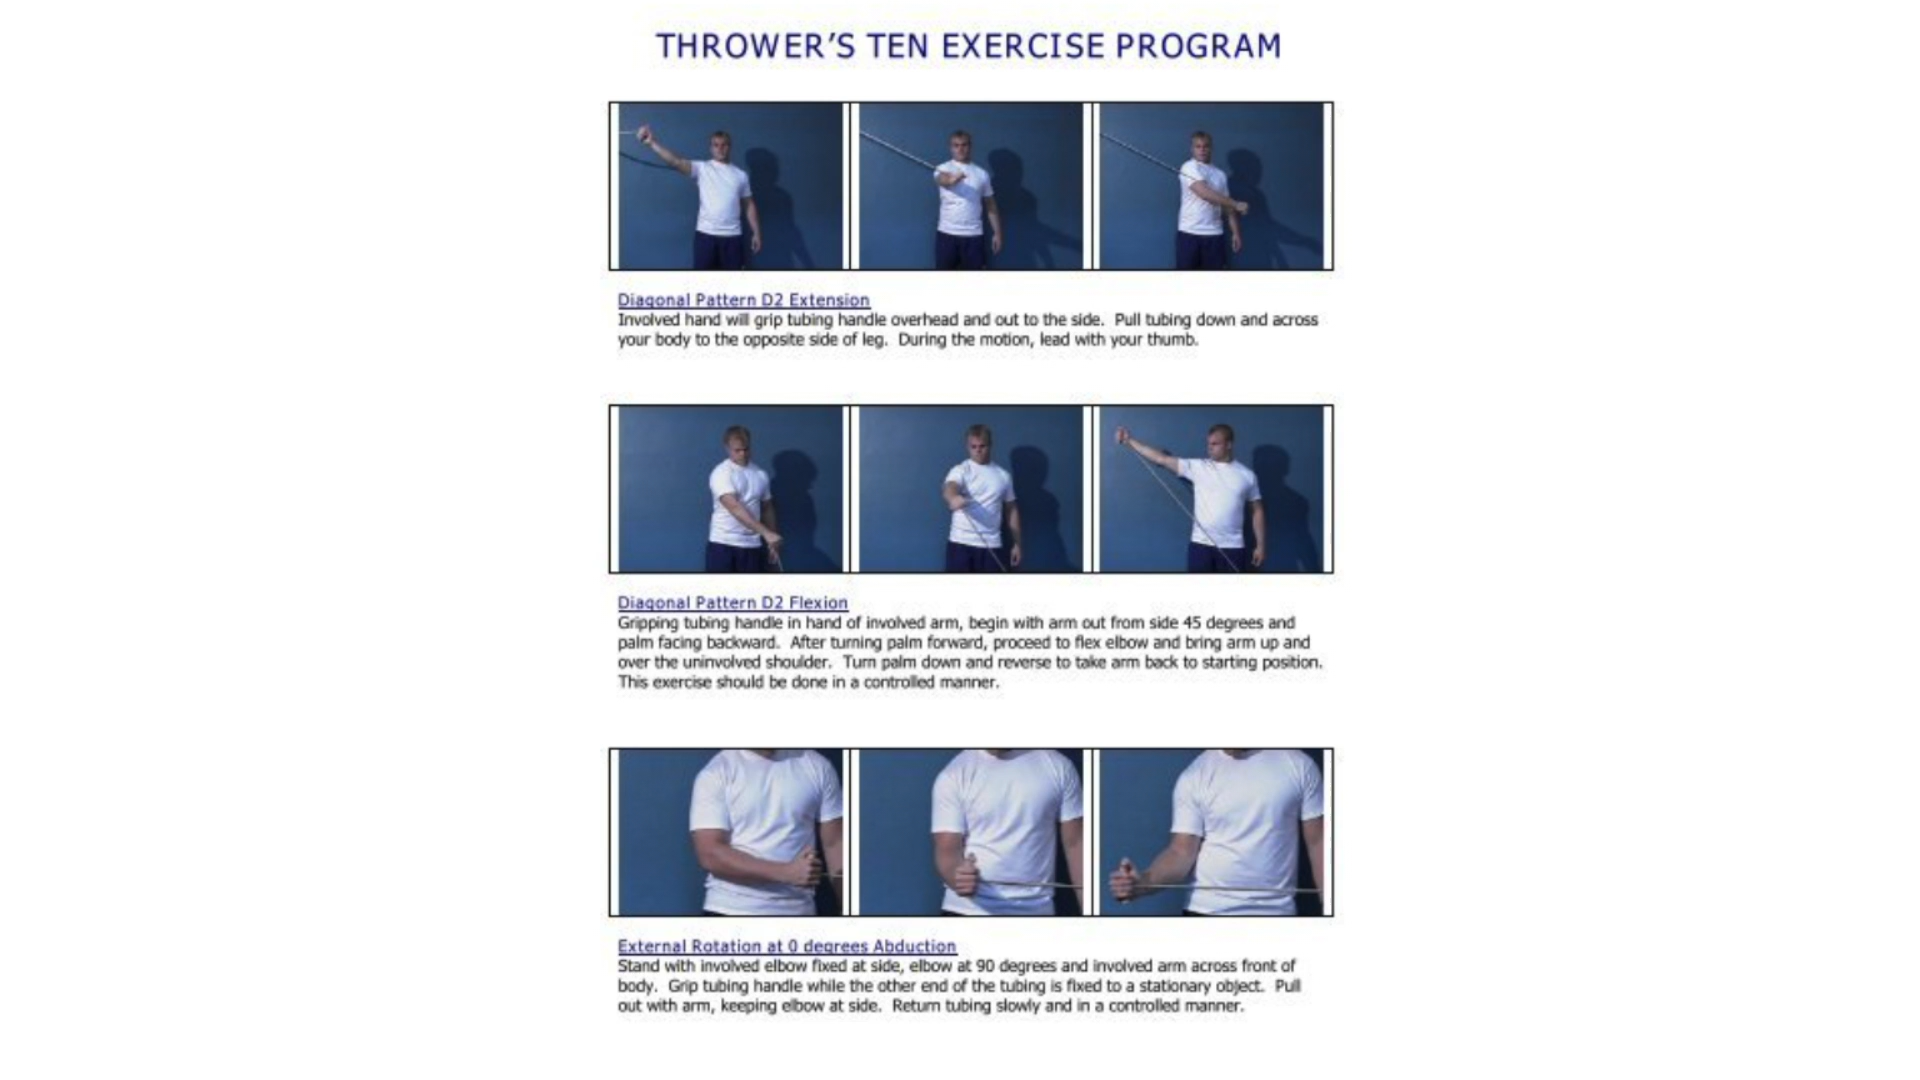 THROWER'S TEN EXERCISE PROGRAM
Diagonal Pattern D2 Extension
Involved hand will grip tubing handle overhead and out to the side. Pull tubing down and across
your body to the opposite side of leg. During the motion, lead with your thumb.
Diagonal Pattern D2 Flexion
Gripping tubing handle in hand of involved arm, begin with arm out from side 45 degrees and
palm facing backward. After turning palm forward, proceed to flex elbow and bring arm up and
over the uninvolved shoulder. Turn palm down and reverse to take arm back to starting position.
This exercise should be done in a controlled manner.
External Rotation at 0 degrees Abduction
Stand with involved elbow fixed at side, elbow at 90 degrees and involved arm across front of
body. Grip tubing handle while the other end of the tubing is fixed to a stationary object. Pull
out with arm, keeping elbow at side. Return tubing slowly and in a controlled manner.